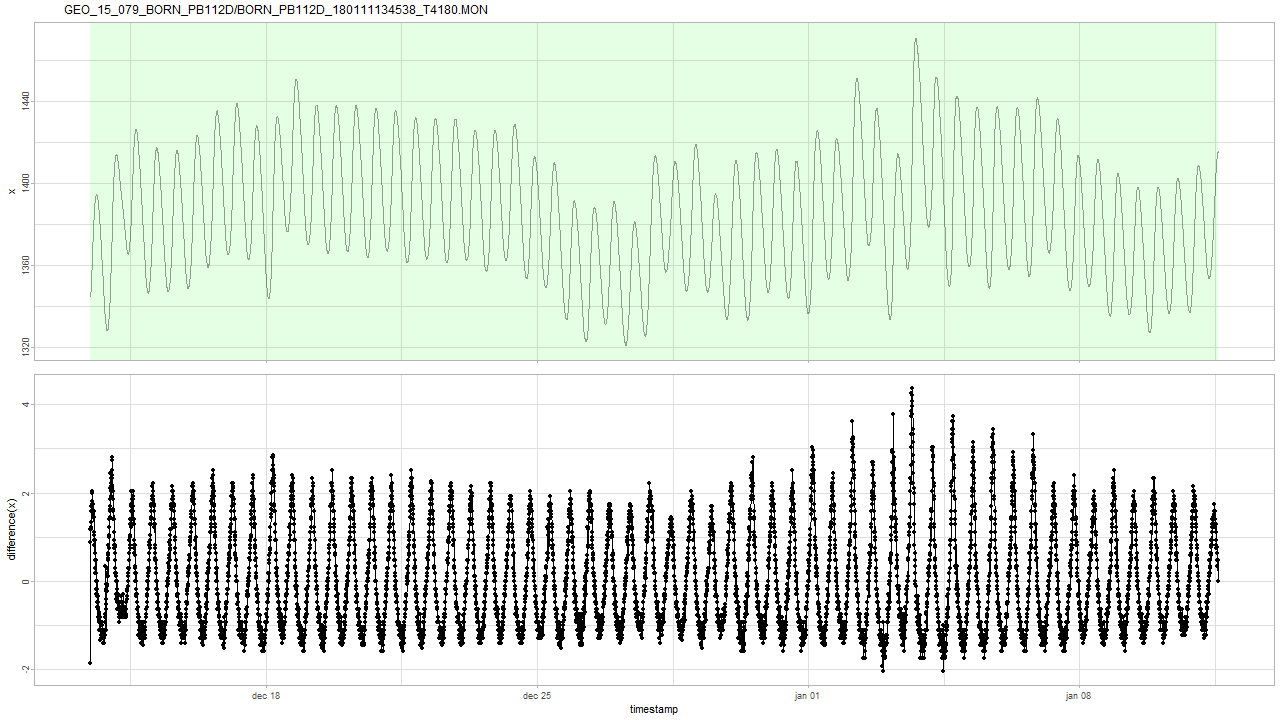 GEO_15_079_BORN_PB112D/BORN_PB112D_180111134538_T4180.MON
1440
1400
1360
1320
x
4
2
0
-2
difference(x)
dec 18 dec 25 jan 01 jan 08
timestamp